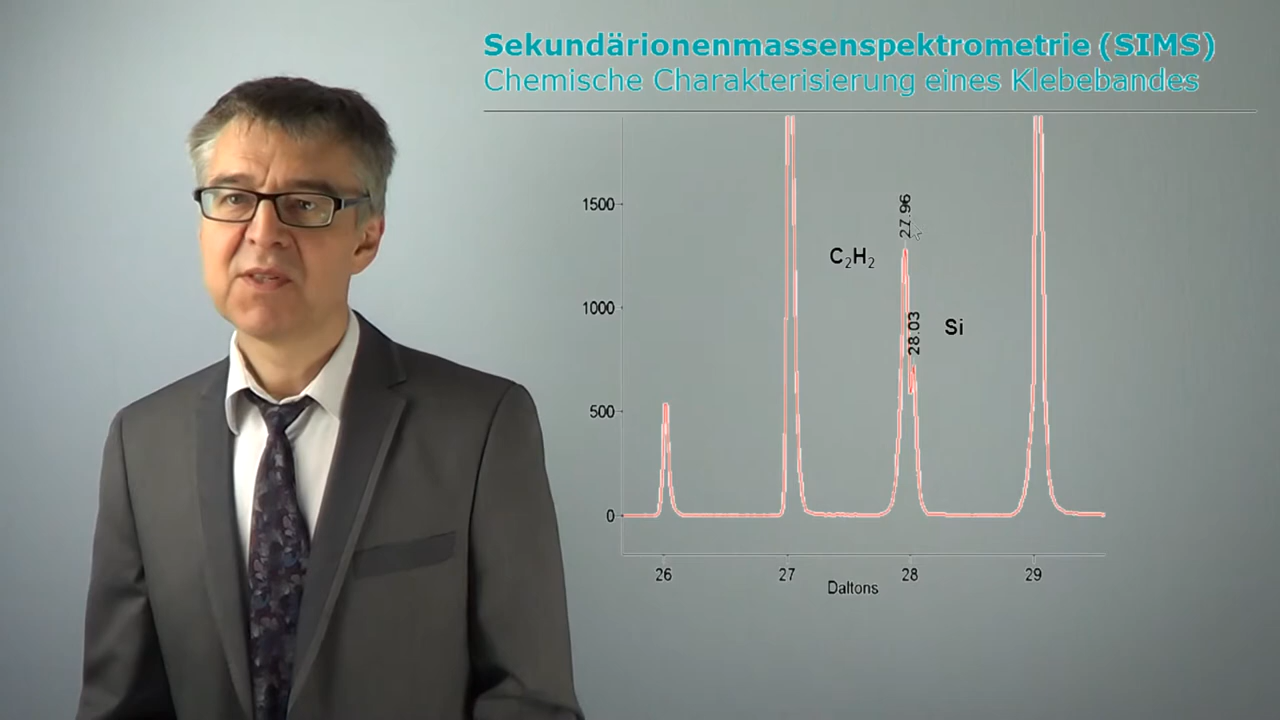 Sekundärionenmassenspektrometrie (SIMS)
Chemische Charakterisierung eines Klebebandes
1500
1000
500
0
27.96
C₂H₂
28.03
Si
26
27
28
29
Daltons